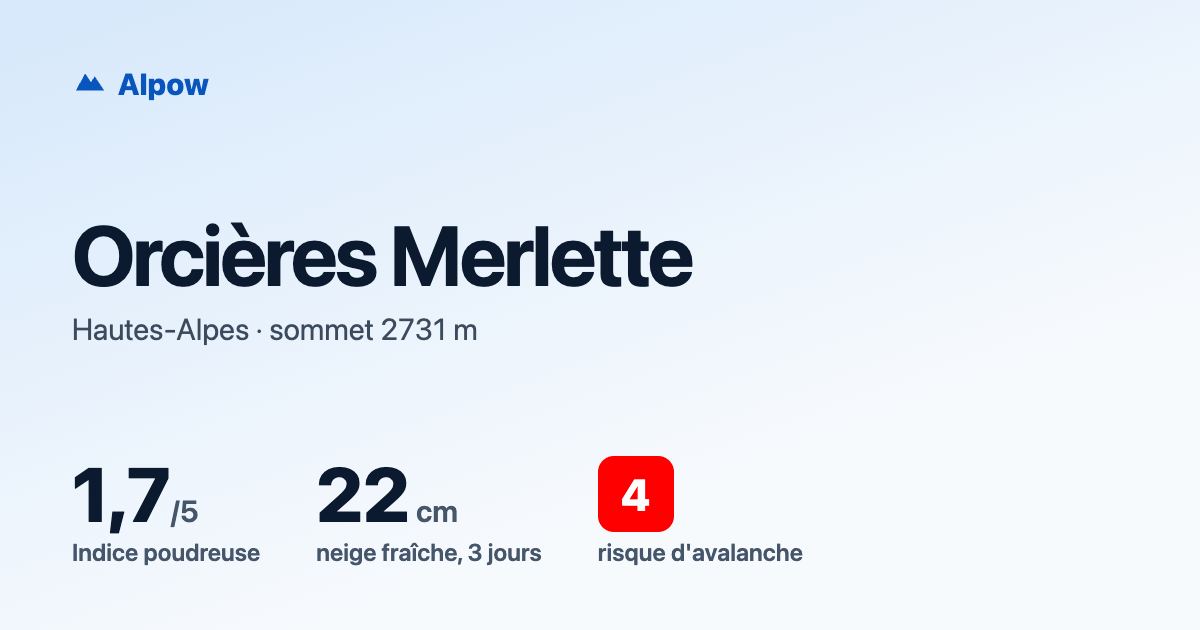 Alpow
Orcières Merlette
Hautes-Alpes · sommet 2731 m
1,7/5
Indice poudreuse
22 cm
neige fraîche, 3 jours
4
risque d'avalanche